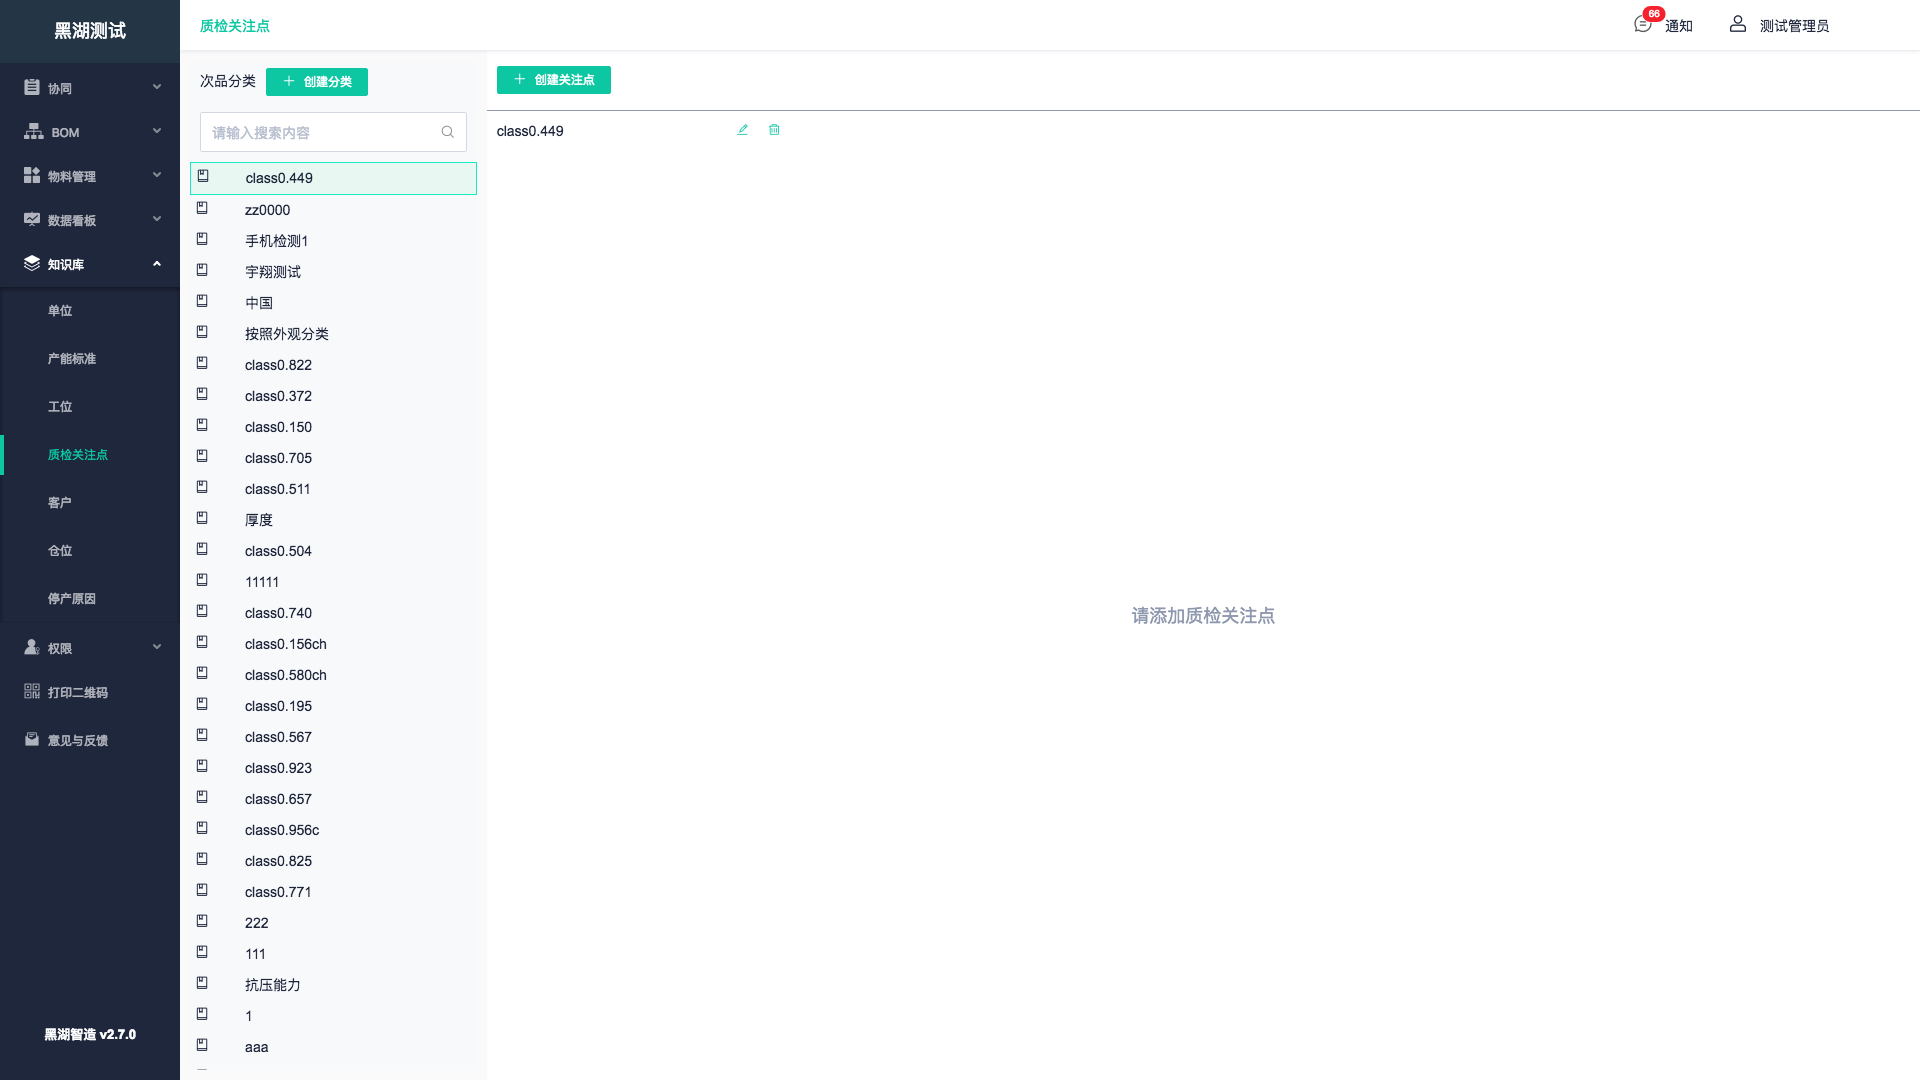 黑湖测试
协同
BOM
物料管理
数据看板
知识库
单位
产能标准
工位
质检关注点
客户
仓位
停产原因
权限
打印二维码
意见与反馈
黑湖智造 v2.7.0
质检关注点
66
通知
测试管理员
次品分类
创建分类
请输入搜索内容
class0.449
zz0000
手机检测1
宇翔测试
中国
按照外观分类
class0.822
class0.372
class0.150
class0.705
class0.511
厚度
class0.504
11111
class0.740
class0.156ch
class0.580ch
class0.195
class0.567
class0.923
class0.657
class0.956c
class0.825
class0.771
222
111
抗压能力
1
aaa
创建关注点
class0.449
请添加质检关注点